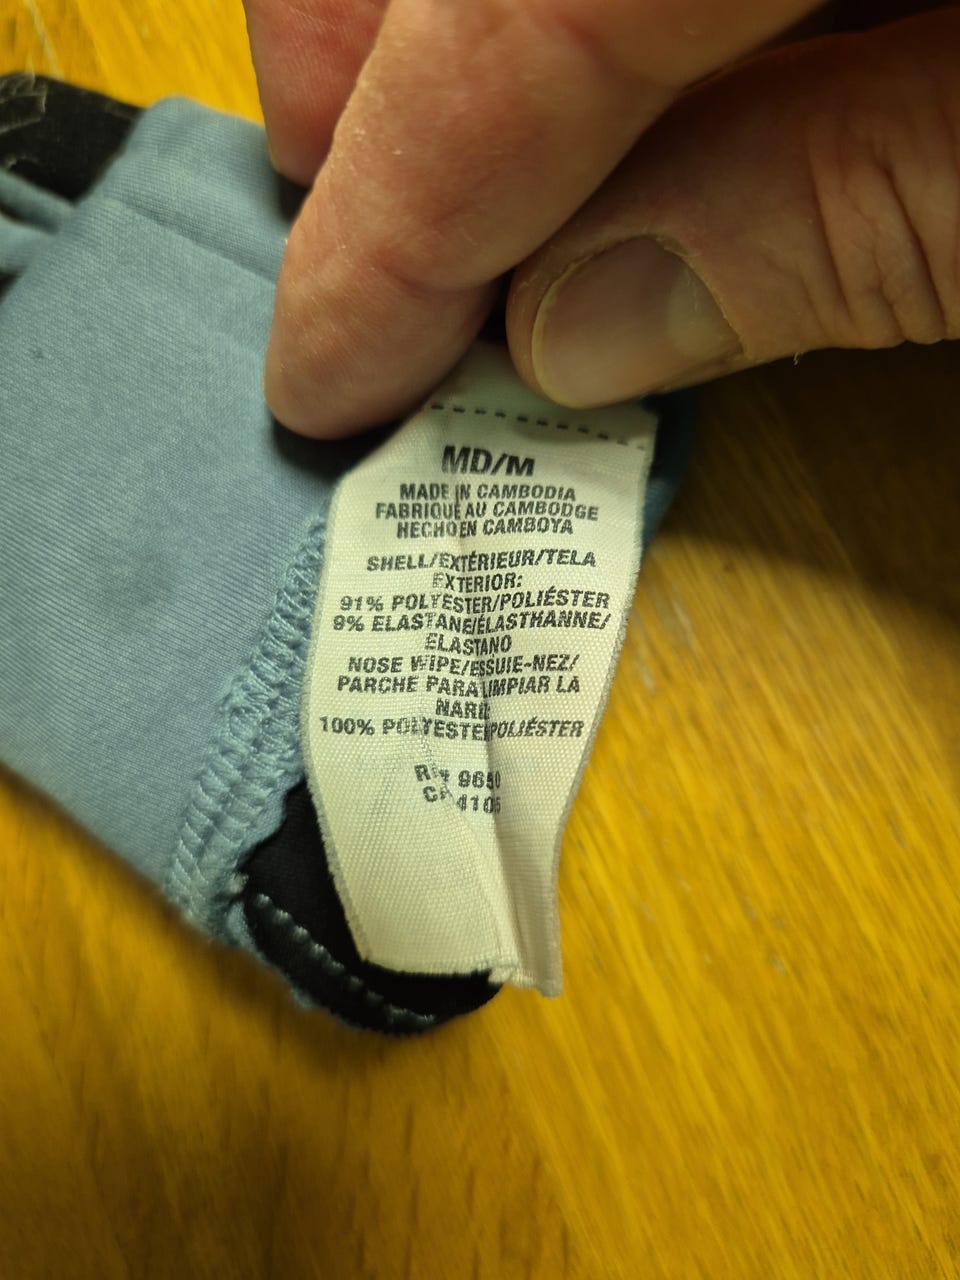 MD/M
MADE IN CAMBODIA
FABRIQUÉ AU CAMBODGE
HECHO EN CAMBOYA
SHELL/EXTÉRIEUR/TELA
EXTERIOR:
91% POLYESTER/POLIÉSTER
9% ELASTANE/ÉLASTHANNE/
ELASTANO
NOSE WIPE/ESSUIE-NEZ/
PARCHE PARA LIMPIAR LA
NARIZ
100% POLYESTER/POLIÉSTER